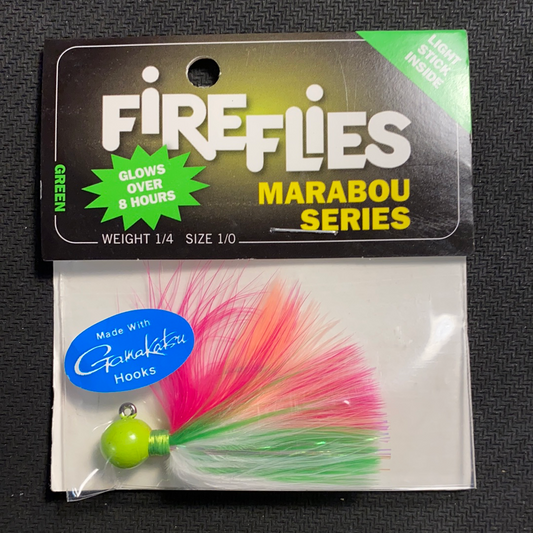 LIGHT
STICK
INSIDE
FIREFLIES
GLOWS
OVER
8 HOURS
MARABOU
SERIES
GREEN
WEIGHT 1/4 SIZE 1/0
Made With
Gamakatsu
Hooks